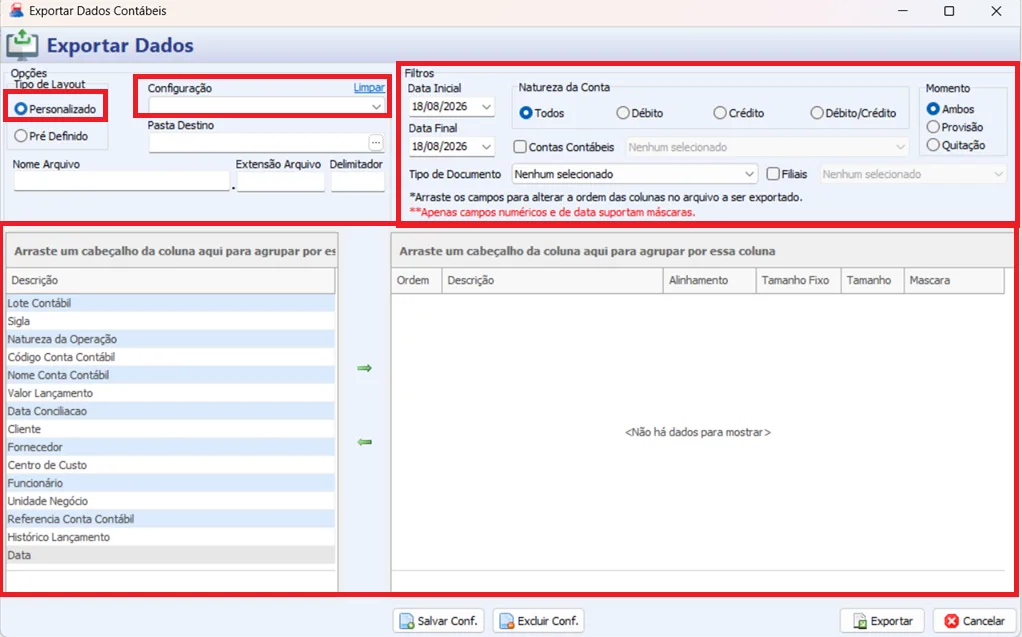 Exportar Dados Contábeis
Exportar Dados
Opções
Tipo de Layout
Personalizado
Pré Definido
Configuração
Limpar
Pasta Destino
...
Nome Arquivo
Extensão Arquivo
Delimitador
.
Filtros
Data Inicial
18/08/2026
Data Final
18/08/2026
Natureza da Conta
Todos
Débito
Crédito
Débito/Crédito
Momento
Ambos
Provisão
Quitação
Contas Contábeis
Nenhum selecionado
Tipo de Documento
Nenhum selecionado
Filiais
Nenhum selecionado
*Arraste os campos para alterar a ordem das colunas no arquivo a ser exportado.
**Apenas campos numéricos e de data suportam máscaras.
Arraste um cabeçalho da coluna aqui para agrupar por es
Descrição
Lote Contábil
Sigla
Natureza da Operação
Código Conta Contábil
Nome Conta Contábil
Valor Lançamento
Data Conciliacao
Cliente
Fornecedor
Centro de Custo
Funcionário
Unidade Negócio
Referencia Conta Contábil
Histórico Lançamento
Data
Arraste um cabeçalho da coluna aqui para agrupar por essa coluna
Ordem
Descrição
Alinhamento
Tamanho Fixo
Tamanho
Mascara
<Não há dados para mostrar>
Salvar Conf.
Excluir Conf.
Exportar
Cancelar